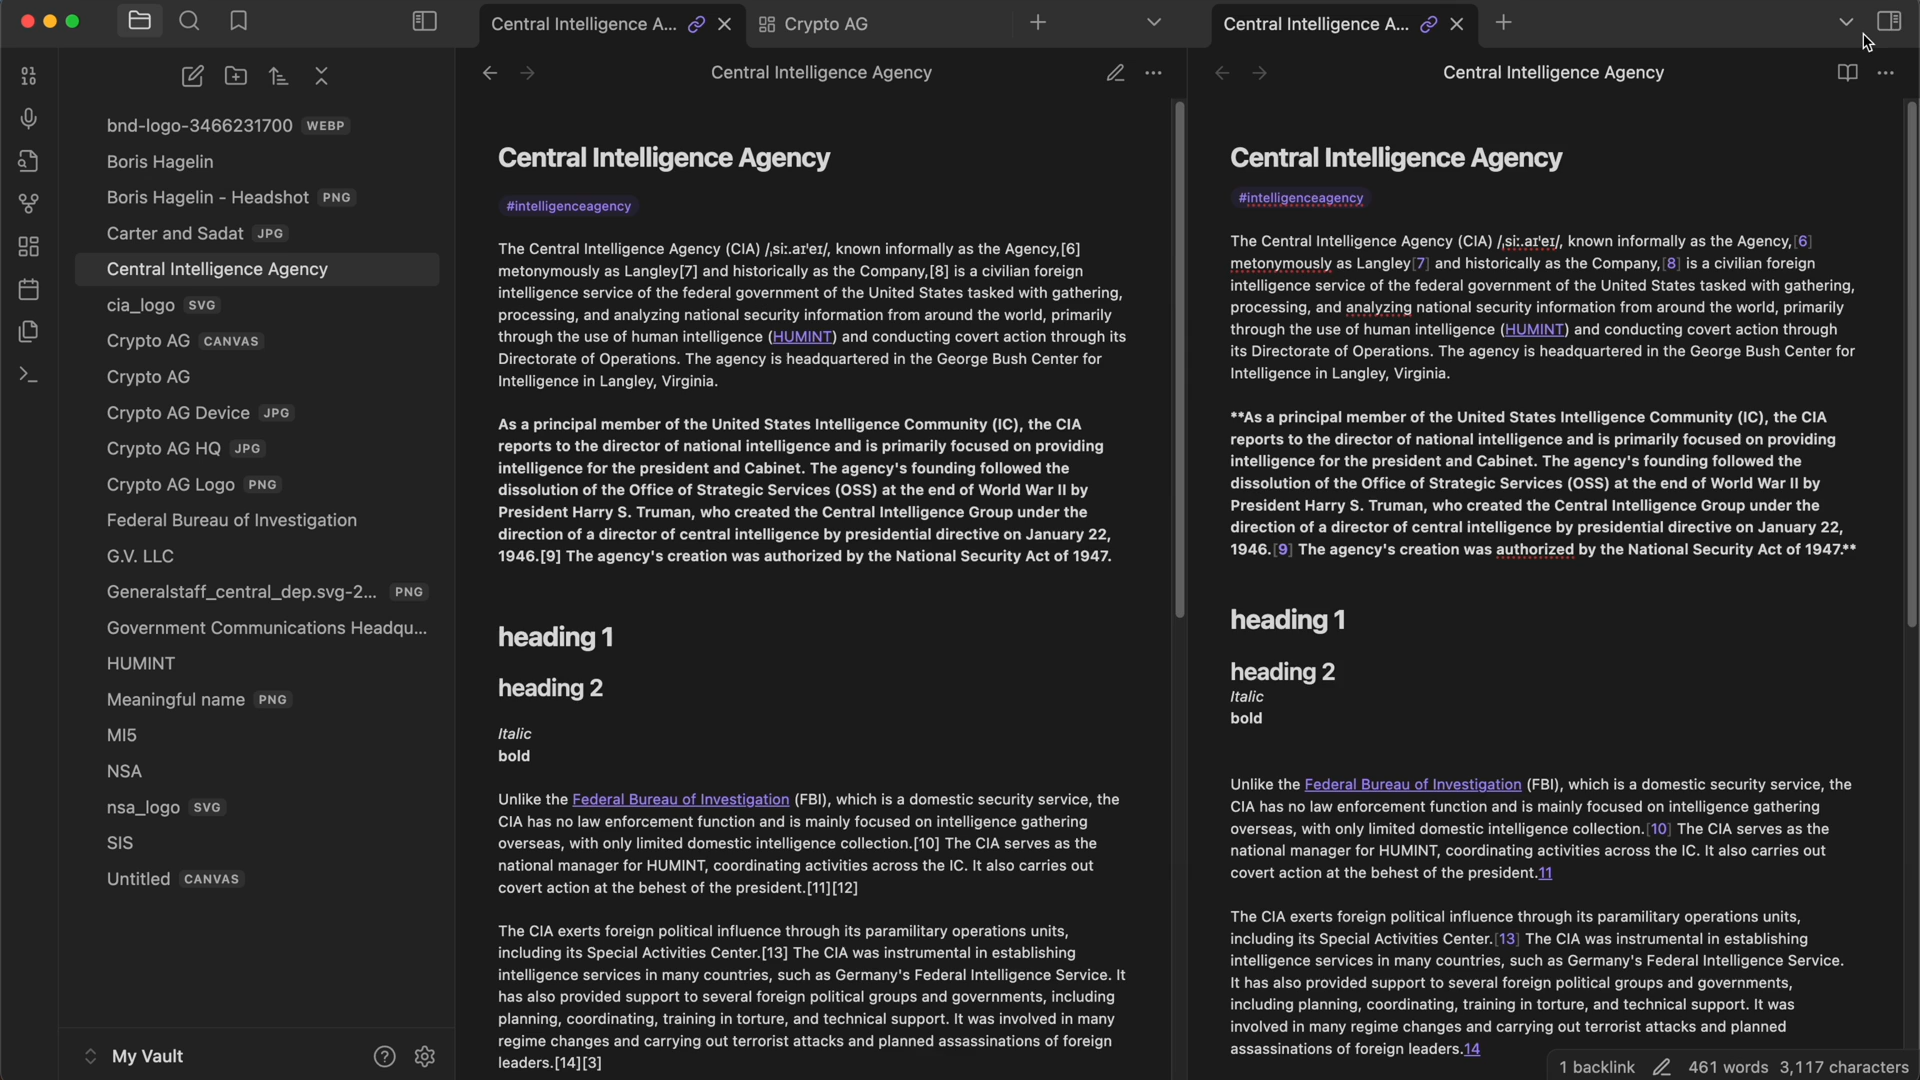 Central Intelligence A...
Crypto AG
Central Intelligence A...
bnd-logo-3466231700 WEBP
Boris Hagelin
Boris Hagelin - Headshot PNG
Carter and Sadat JPG
Central Intelligence Agency
cia_logo SVG
Crypto AG CANVAS
Crypto AG
Crypto AG Device JPG
Crypto AG HQ JPG
Crypto AG Logo PNG
Federal Bureau of Investigation
G.V. LLC
Generalstaff_central_dep.svg-2... PNG
Government Communications Headqu...
HUMINT
Meaningful name PNG
MI5
NSA
nsa_logo SVG
SIS
Untitled CANVAS
My Vault
Central Intelligence Agency
Central Intelligence Agency
#intelligenceagency
The Central Intelligence Agency (CIA) /ˌsiː.aɪˈeɪ/, known informally as the Agency,[6]
metonymously as Langley[7] and historically as the Company,[8] is a civilian foreign
intelligence service of the federal government of the United States tasked with gathering,
processing, and analyzing national security information from around the world, primarily
through the use of human intelligence (HUMINT) and conducting covert action through its
Directorate of Operations. The agency is headquartered in the George Bush Center for
Intelligence in Langley, Virginia.
As a principal member of the United States Intelligence Community (IC), the CIA
reports to the director of national intelligence and is primarily focused on providing
intelligence for the president and Cabinet. The agency's founding followed the
dissolution of the Office of Strategic Services (OSS) at the end of World War II by
President Harry S. Truman, who created the Central Intelligence Group under the
direction of a director of central intelligence by presidential directive on January 22,
1946.[9] The agency's creation was authorized by the National Security Act of 1947.
heading 1
heading 2
Italic
bold
Unlike the Federal Bureau of Investigation (FBI), which is a domestic security service, the
CIA has no law enforcement function and is mainly focused on intelligence gathering
overseas, with only limited domestic intelligence collection.[10] The CIA serves as the
national manager for HUMINT, coordinating activities across the IC. It also carries out
covert action at the behest of the president.[11][12]
The CIA exerts foreign political influence through its paramilitary operations units,
including its Special Activities Center.[13] The CIA was instrumental in establishing
intelligence services in many countries, such as Germany's Federal Intelligence Service. It
has also provided support to several foreign political groups and governments, including
planning, coordinating, training in torture, and technical support. It was involved in many
regime changes and carrying out terrorist attacks and planned assassinations of foreign
leaders.[14][3]
Central Intelligence Agency
Central Intelligence Agency
#intelligenceagency
The Central Intelligence Agency (CIA) /ˌsiː.aɪˈeɪ/, known informally as the Agency,[6]
metonymously as Langley[7] and historically as the Company,[8] is a civilian foreign
intelligence service of the federal government of the United States tasked with gathering,
processing, and analyzing national security information from around the world, primarily
through the use of human intelligence (HUMINT) and conducting covert action through
its Directorate of Operations. The agency is headquartered in the George Bush Center for
Intelligence in Langley, Virginia.
**As a principal member of the United States Intelligence Community (IC), the CIA
reports to the director of national intelligence and is primarily focused on providing
intelligence for the president and Cabinet. The agency's founding followed the
dissolution of the Office of Strategic Services (OSS) at the end of World War II by
President Harry S. Truman, who created the Central Intelligence Group under the
direction of a director of central intelligence by presidential directive on January 22,
1946.[9] The agency's creation was authorized by the National Security Act of 1947.**
heading 1
heading 2
Italic
bold
Unlike the Federal Bureau of Investigation (FBI), which is a domestic security service, the
CIA has no law enforcement function and is mainly focused on intelligence gathering
overseas, with only limited domestic intelligence collection.[10] The CIA serves as the
national manager for HUMINT, coordinating activities across the IC. It also carries out
covert action at the behest of the president.11
The CIA exerts foreign political influence through its paramilitary operations units,
including its Special Activities Center.[13] The CIA was instrumental in establishing
intelligence services in many countries, such as Germany's Federal Intelligence Service.
It has also provided support to several foreign political groups and governments,
including planning, coordinating, training in torture, and technical support. It was
involved in many regime changes and carrying out terrorist attacks and planned
assassinations of foreign leaders.14
1 backlink 461 words 3,117 characters